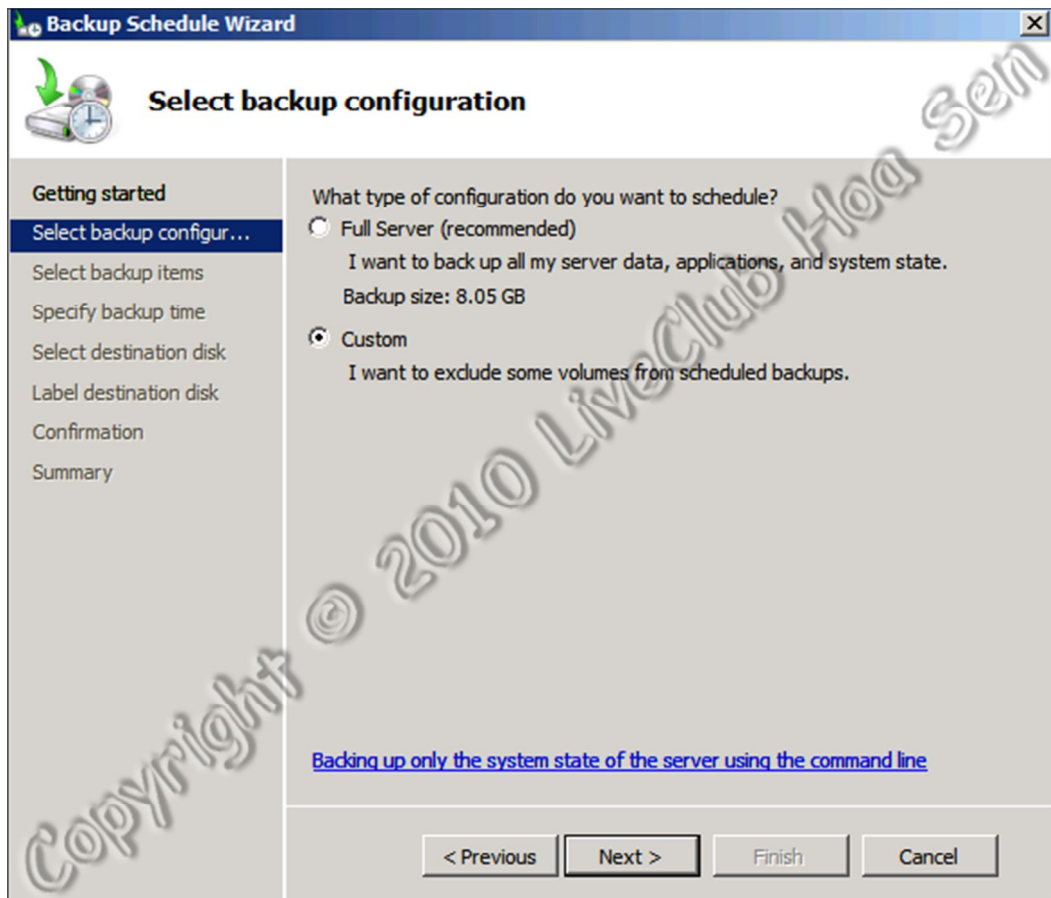 Backup Schedule Wizard
Select backup configuration
Getting started
Select backup configur...
Select backup items
Specify backup time
Select destination disk
Label destination disk
Confirmation
Summary
What type of configuration do you want to schedule?
Full Server (recommended)
I want to back up all my server data, applications, and system state.
Backup size: 8.05 GB
Custom
I want to exclude some volumes from scheduled backups.
Backing up only the system state of the server using the command line
< Previous
Next >
Finish
Cancel
Copyright © 2010 LiveClub Hoa Sen